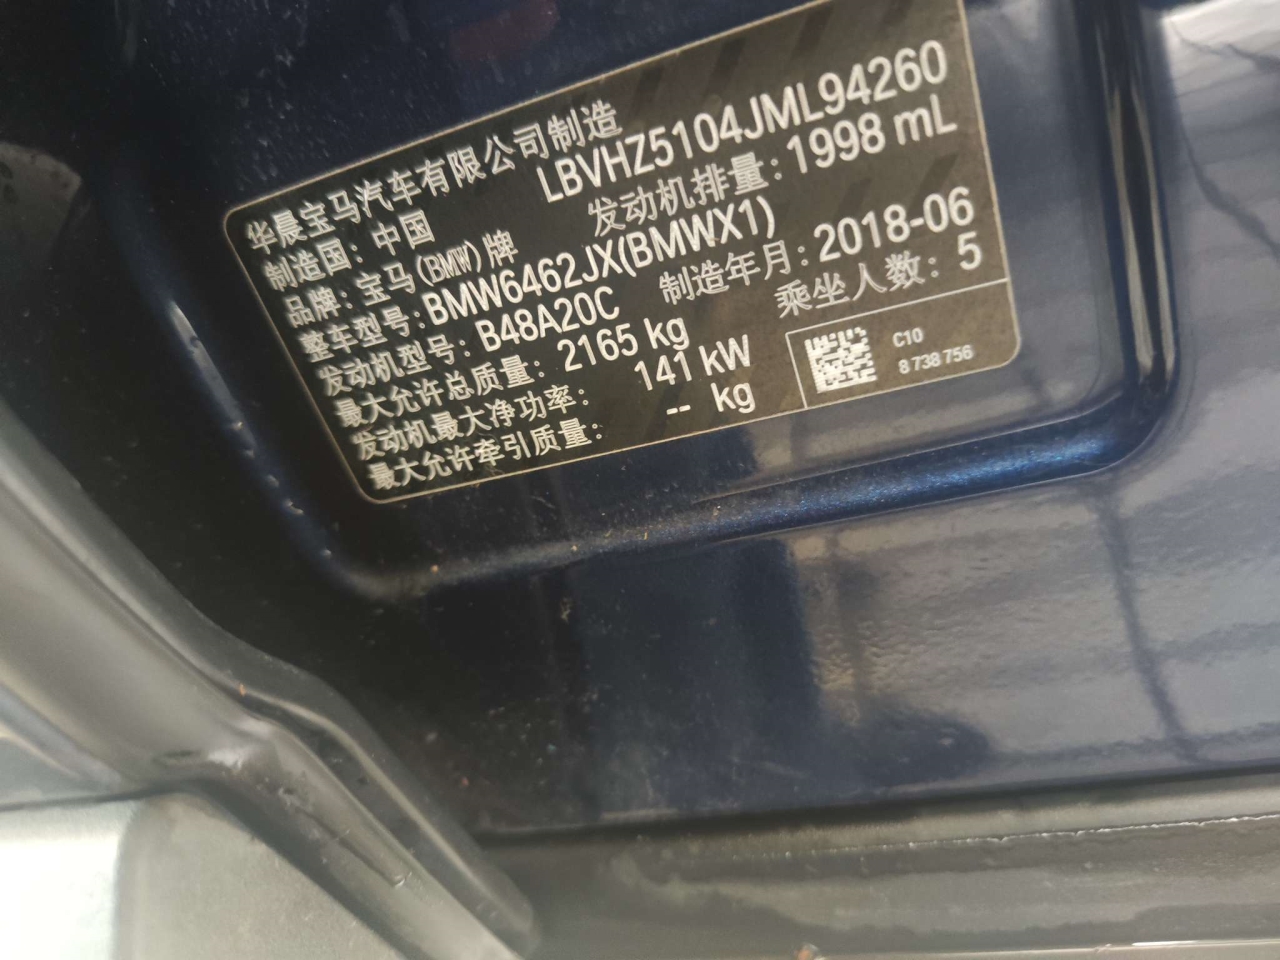 华晨宝马汽车有限公司制造
制造国：中国 LBVHZ5104JML94260
品牌：宝马(BMW)牌 发动机排量：1998 mL
整车型号：BMW6462JX(BMWX1)
发动机型号：B48A20C 制造年月：2018-06
最大允许总质量：2165 kg 乘坐人数：5
发动机最大净功率：141 kW
最大允许牵引质量：-- kg
C10
8 738 756